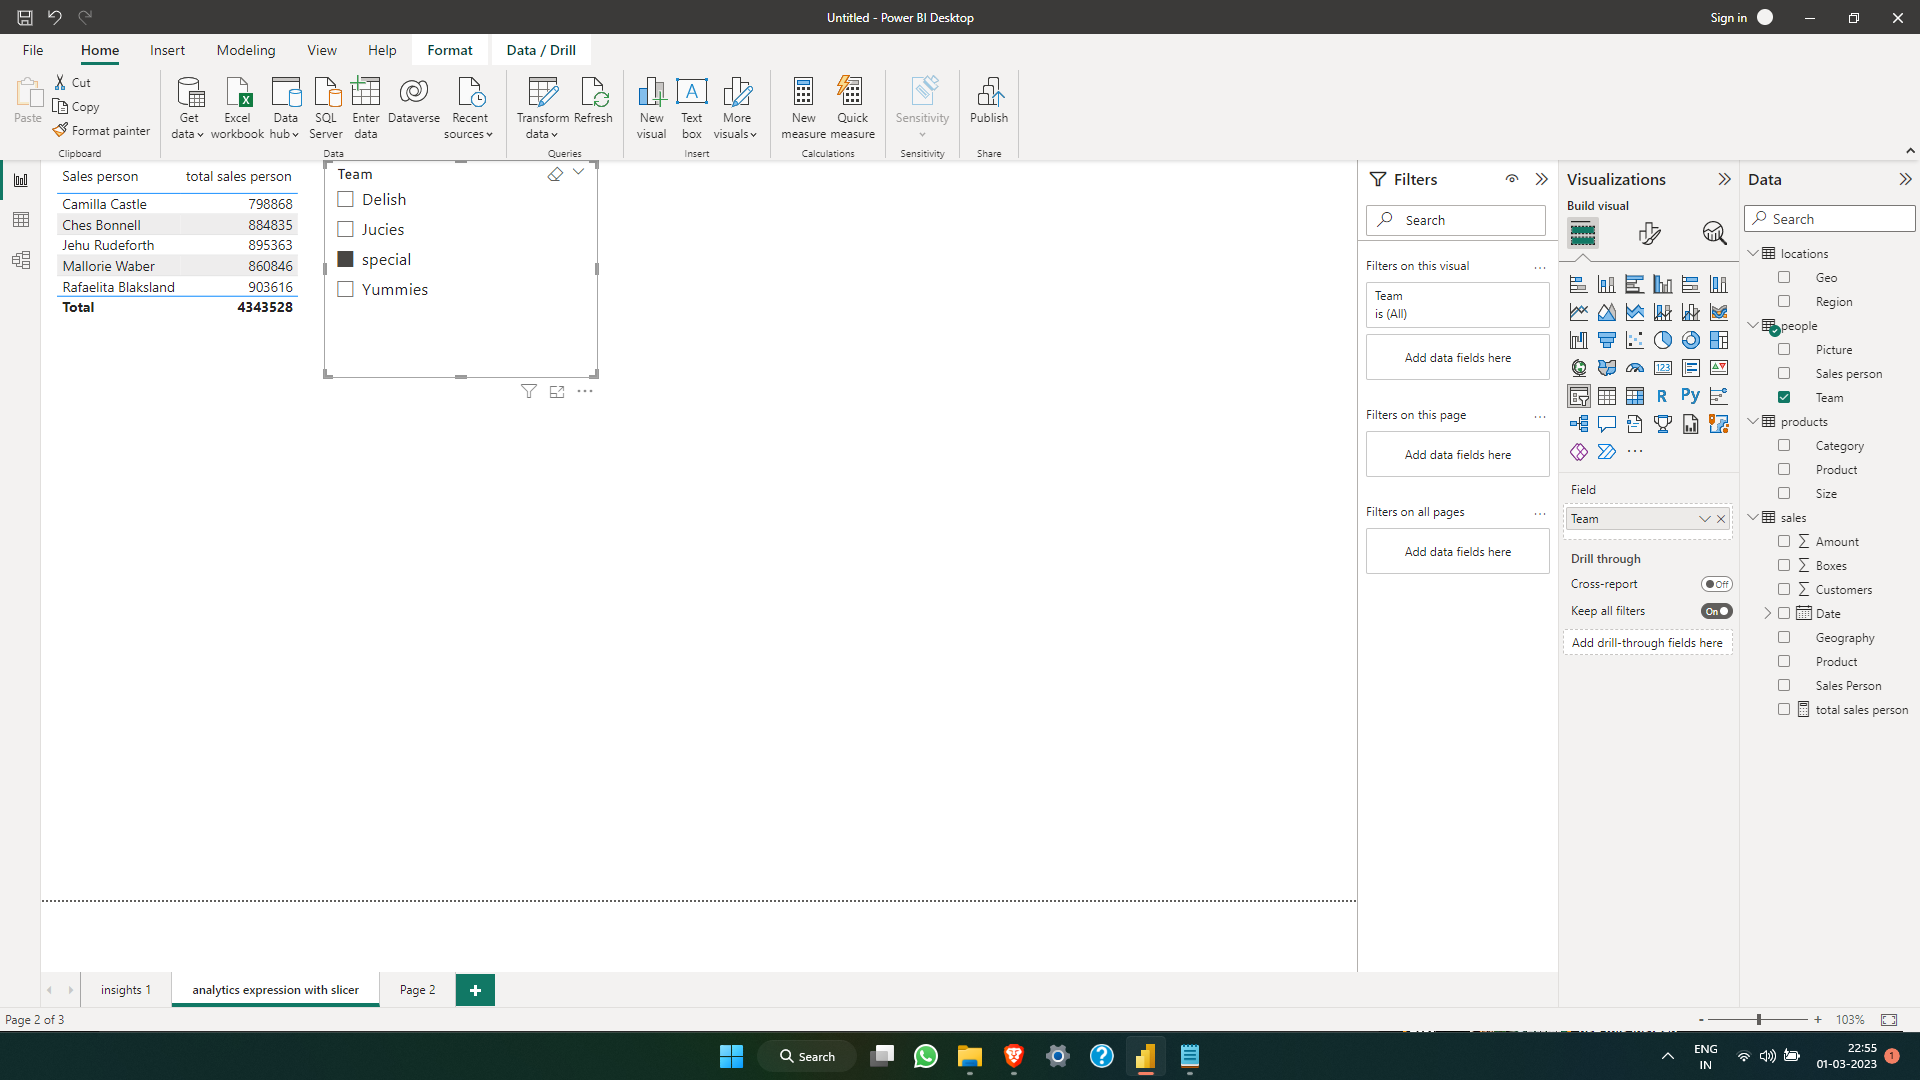 Untitled - Power BI Desktop
Sign in
File Home Insert Modeling View Help Format Data / Drill
Paste
Cut
Copy
Format painter
Clipboard
Get data
Excel workbook
Data hub
SQL Server
Enter data
Dataverse
Recent sources
Data
Transform data
Refresh
Queries
New visual
Text box
More visuals
Insert
New measure
Quick measure
Calculations
Sensitivity
Sensitivity
Publish
Share
Sales person total sales person
Camilla Castle 798868
Ches Bonnell 884835
Jehu Rudeforth 895363
Mallorie Waber 860846
Rafaelita Blaksland 903616
Total 4343528
Team
Delish
Jucies
special
Yummies
Filters
Search
Filters on this visual ...
Team
is (All)
Add data fields here
Filters on this page ...
Add data fields here
Filters on all pages ...
Add data fields here
Visualizations
Build visual
123
R
Py
...
Field
Team
Drill through
Cross-report Off
Keep all filters On
Add drill-through fields here
Data
Search
locations
Geo
Region
people
Picture
Sales person
Team
products
Category
Product
Size
sales
Amount
Boxes
Customers
Date
Geography
Product
Sales Person
total sales person
insights 1 analytics expression with slicer Page 2 +
Page 2 of 3
- + 103%
Search
ENG
IN
22:55
01-03-2023
1